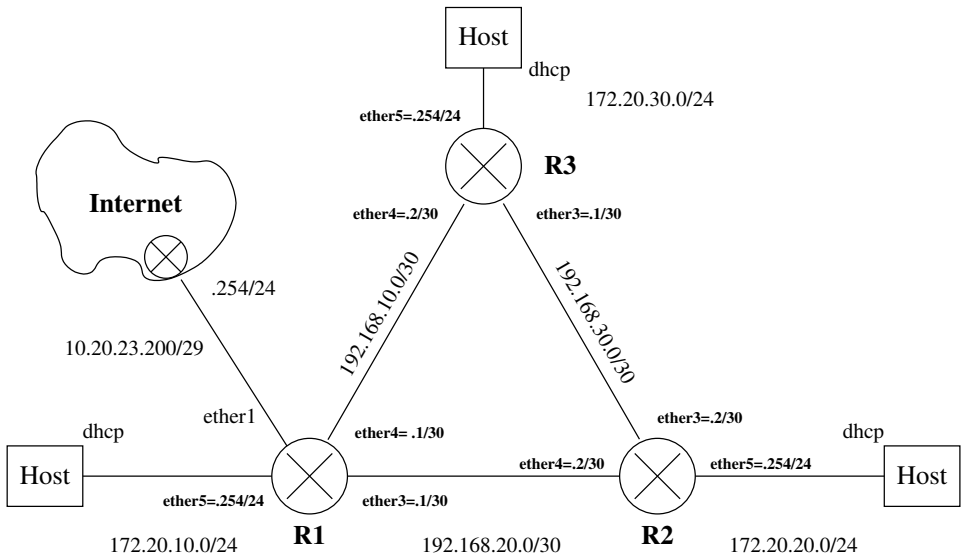 Host
dhcp
172.20.30.0/24
ether5=.254/24
R3
Internet
ether4=.2/30
ether3=.1/30
.254/24
192.168.10.0/30
192.168.30.0/30
10.20.23.200/29
ether1
ether3=.2/30
dhcp
ether4= .1/30
dhcp
Host
ether4=.2/30
ether5=.254/24
Host
ether5=.254/24
ether3=.1/30
R1
R2
172.20.10.0/24
192.168.20.0/30
172.20.20.0/24